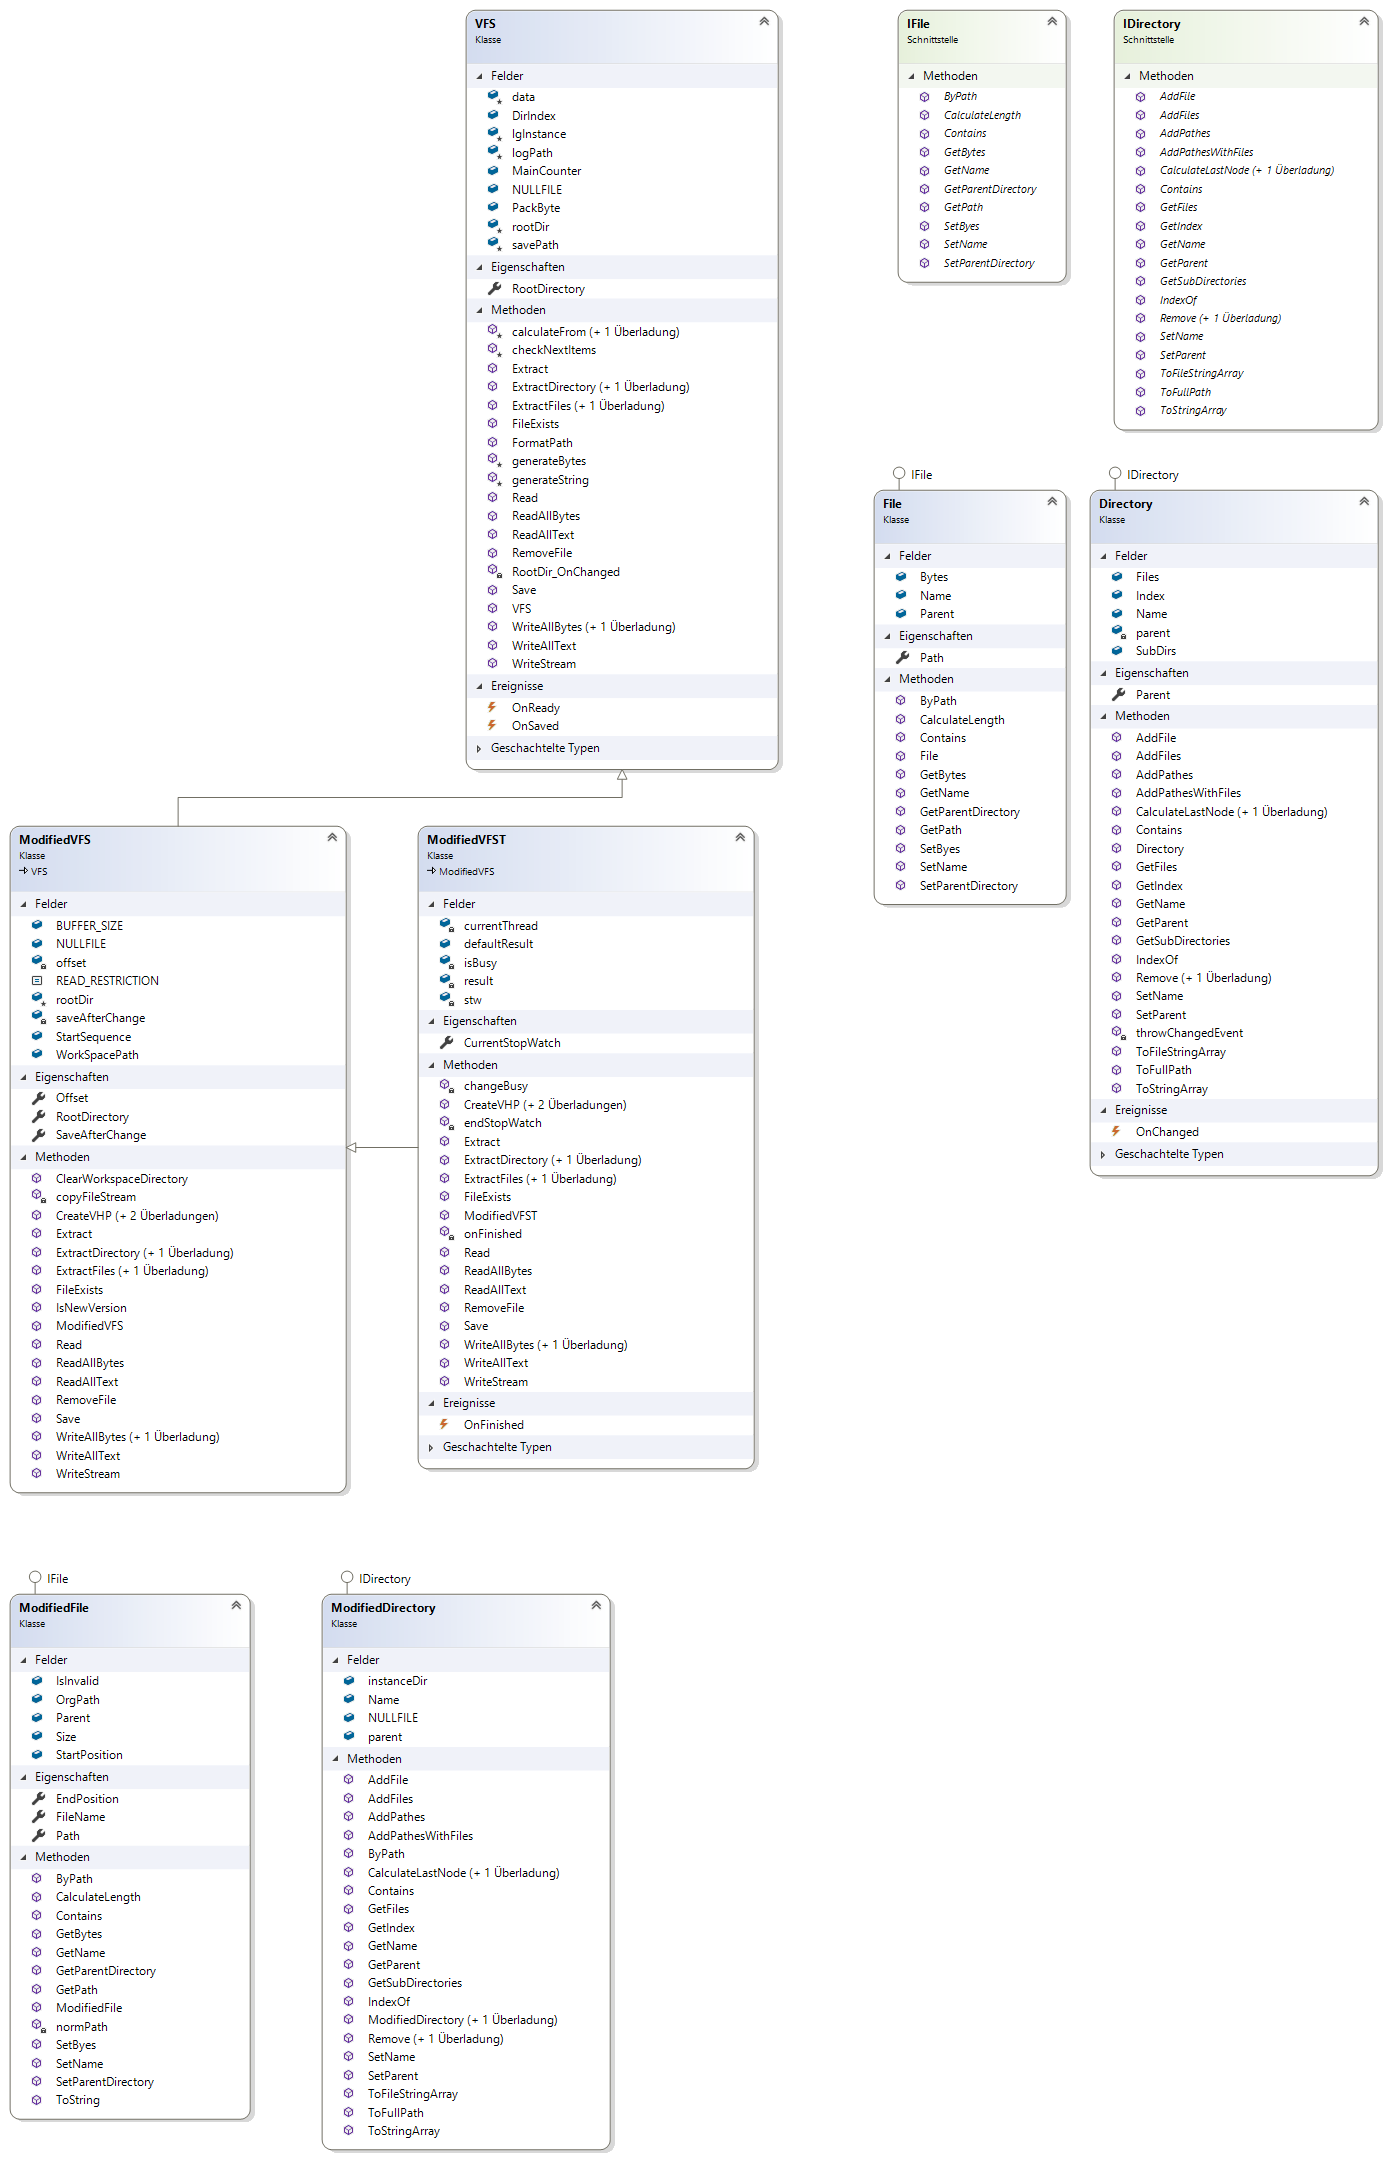 VFS
Klasse
Felder
data
DirIndex
lgInstance
logPath
MainCounter
NULLFILE
PackByte
rootDir
savePath
Eigenschaften
RootDirectory
Methoden
calculateFrom (+ 1 Überladung)
checkNextItems
Extract
ExtractDirectory (+ 1 Überladung)
ExtractFiles (+ 1 Überladung)
FileExists
FormatPath
generateBytes
generateString
Read
ReadAllBytes
ReadAllText
RemoveFile
RootDir_OnChanged
Save
VFS
WriteAllBytes (+ 1 Überladung)
WriteAllText
WriteStream
Ereignisse
OnReady
OnSaved
Geschachtelte Typen
IFile
Schnittstelle
Methoden
ByPath
CalculateLength
Contains
GetBytes
GetName
GetParentDirectory
GetPath
SetByes
SetName
SetParentDirectory
IDirectory
Schnittstelle
Methoden
AddFile
AddFiles
AddPathes
AddPathesWithFiles
CalculateLastNode (+ 1 Überladung)
Contains
GetFiles
GetIndex
GetName
GetParent
GetSubDirectories
IndexOf
Remove (+ 1 Überladung)
SetName
SetParent
ToFileStringArray
ToFullPath
ToStringArray
IFile
File
Klasse
Felder
Bytes
Name
Parent
Eigenschaften
Path
Methoden
ByPath
CalculateLength
Contains
File
GetBytes
GetName
GetParentDirectory
GetPath
SetByes
SetName
SetParentDirectory
IDirectory
Directory
Klasse
Felder
Files
Index
Name
parent
SubDirs
Eigenschaften
Parent
Methoden
AddFile
AddFiles
AddPathes
AddPathesWithFiles
CalculateLastNode (+ 1 Überladung)
Contains
Directory
GetFiles
GetIndex
GetName
GetParent
GetSubDirectories
IndexOf
Remove (+ 1 Überladung)
SetName
SetParent
throwChangedEvent
ToFileStringArray
ToFullPath
ToStringArray
Ereignisse
OnChanged
Geschachtelte Typen
ModifiedVFS
Klasse
VFS
Felder
BUFFER_SIZE
NULLFILE
offset
READ_RESTRICTION
rootDir
saveAfterChange
StartSequence
WorkSpacePath
Eigenschaften
Offset
RootDirectory
SaveAfterChange
Methoden
ClearWorkspaceDirectory
copyFileStream
CreateVHP (+ 2 Überladungen)
Extract
ExtractDirectory (+ 1 Überladung)
ExtractFiles (+ 1 Überladung)
FileExists
IsNewVersion
ModifiedVFS
Read
ReadAllBytes
ReadAllText
RemoveFile
Save
WriteAllBytes (+ 1 Überladung)
WriteAllText
WriteStream
ModifiedVFST
Klasse
ModifiedVFS
Felder
currentThread
defaultResult
isBusy
result
stw
Eigenschaften
CurrentStopWatch
Methoden
changeBusy
CreateVHP (+ 2 Überladungen)
endStopWatch
Extract
ExtractDirectory (+ 1 Überladung)
ExtractFiles (+ 1 Überladung)
FileExists
ModifiedVFST
onFinished
Read
ReadAllBytes
ReadAllText
RemoveFile
Save
WriteAllBytes (+ 1 Überladung)
WriteAllText
WriteStream
Ereignisse
OnFinished
Geschachtelte Typen
IFile
ModifiedFile
Klasse
Felder
IsInvalid
OrgPath
Parent
Size
StartPosition
Eigenschaften
EndPosition
FileName
Path
Methoden
ByPath
CalculateLength
Contains
GetBytes
GetName
GetParentDirectory
GetPath
ModifiedFile
normPath
SetByes
SetName
SetParentDirectory
ToString
IDirectory
ModifiedDirectory
Klasse
Felder
instanceDir
Name
NULLFILE
parent
Methoden
AddFile
AddFiles
AddPathes
AddPathesWithFiles
ByPath
CalculateLastNode (+ 1 Überladung)
Contains
GetFiles
GetIndex
GetName
GetParent
GetSubDirectories
IndexOf
ModifiedDirectory (+ 1 Überladung)
Remove (+ 1 Überladung)
SetName
SetParent
ToFileStringArray
ToFullPath
ToStringArray